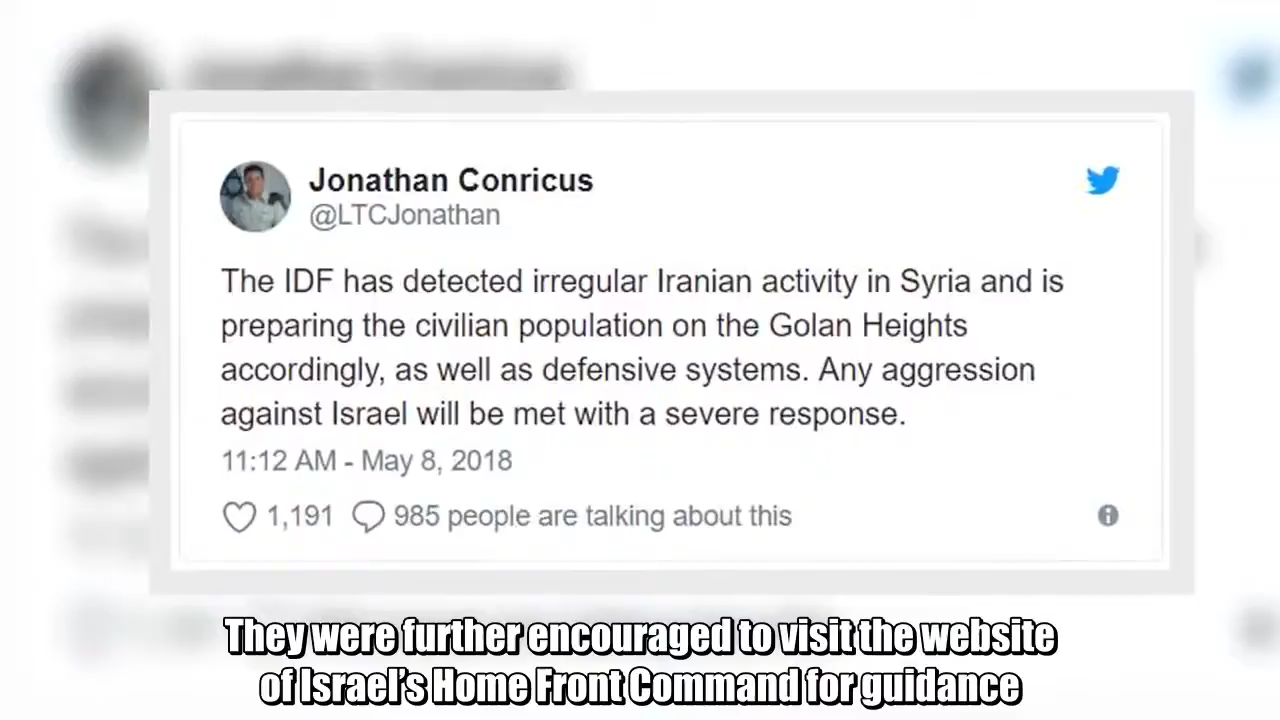 Jonathan Conricus
@LTCJonathan
The IDF has detected irregular Iranian activity in Syria and is
preparing the civilian population on the Golan Heights
accordingly, as well as defensive systems. Any aggression
against Israel will be met with a severe response.
11:12 AM - May 8, 2018
1,191 985 people are talking about this
They were further encouraged to visit the website
of Israel's Home Front Command for guidance